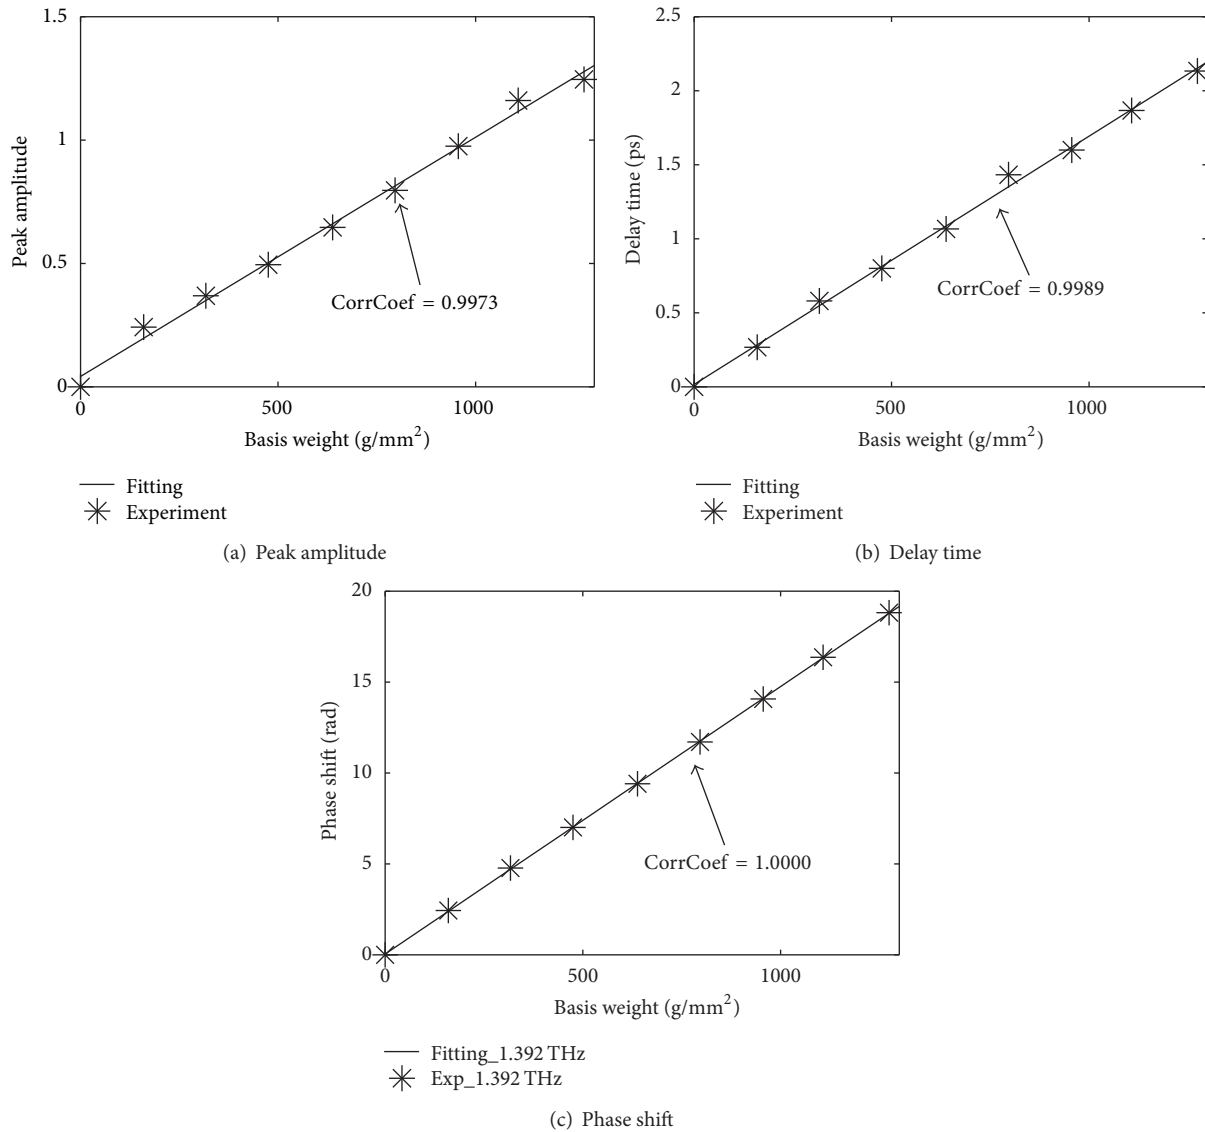 1.5
1
0.5
0
0
500
1000
Peak amplitude
Basis weight (g/mm²)
CorrCoef = 0.9973
Fitting
Experiment
(a) Peak amplitude
2.5
2
1.5
1
0.5
0
0
500
1000
Delay time (ps)
Basis weight (g/mm²)
CorrCoef = 0.9989
Fitting
Experiment
(b) Delay time
20
15
10
5
0
0
500
1000
Phase shift (rad)
Basis weight (g/mm²)
CorrCoef = 1.0000
Fitting_1.392 THz
Exp_1.392 THz
(c) Phase shift